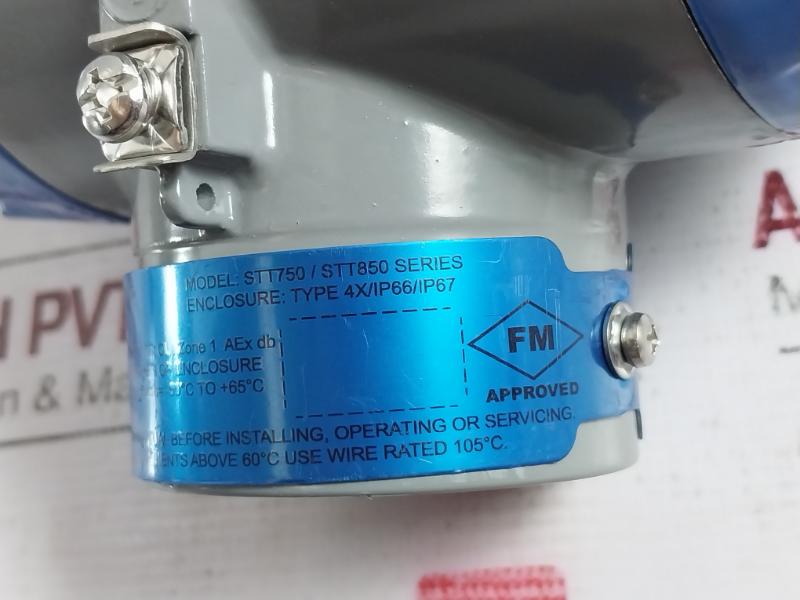 MODEL: STT750 / STT850 SERIES
ENCLOSURE: TYPE 4X/IP66/IP67
Zone 1 AEx db
ENCLOSURE
°C TO +65°C
FM
APPROVED
BEFORE INSTALLING, OPERATING OR SERVICING.
ABOVE 60°C USE WIRE RATED 105°C.
PVT
& Ma
A
M